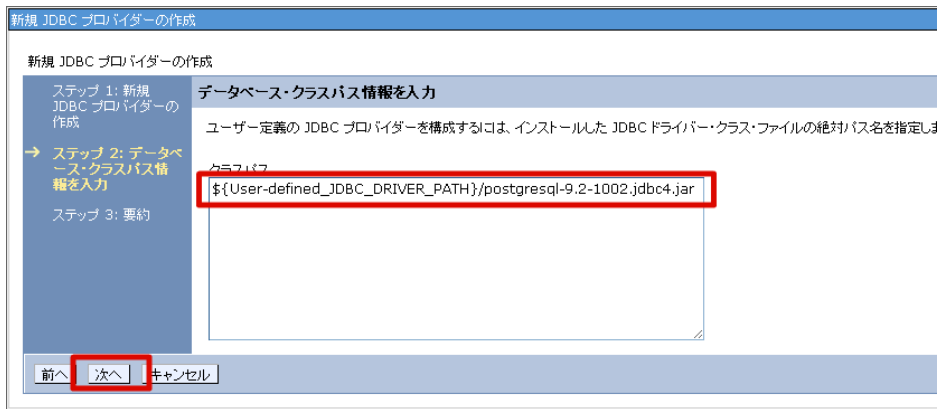 新規 JDBC プロバイダーの作成
新規 JDBC プロバイダーの作成
ステップ 1: 新規
JDBC プロバイダーの
作成
→ ステップ 2: データベ
ース・クラスパス情
報を入力
ステップ 3: 要約
データベース・クラスパス情報を入力
ユーザー定義の JDBC プロバイダーを構成するには、インストールした JDBC ドライバー・クラス・ファイルの絶対パス名を指定しま
クラスパス
${User-defined_JDBC_DRIVER_PATH}/postgresql-9.2-1002.jdbc4.jar
前へ 次へ キャンセル